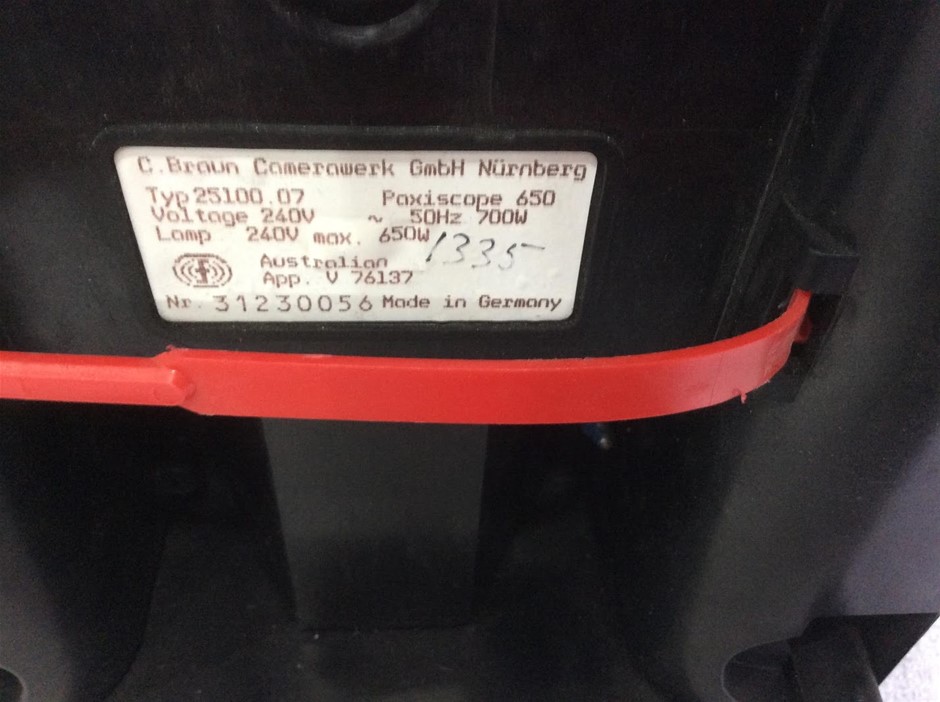 C. Braun Camerawerk GmbH Nürnberg
Typ 25100.07 Paxiscope 650
Voltage 240V ~ 50Hz 700W
Lamp 240V max. 650W
1335
Australian
App. V 76137
Nr. 31230056 Made in Germany